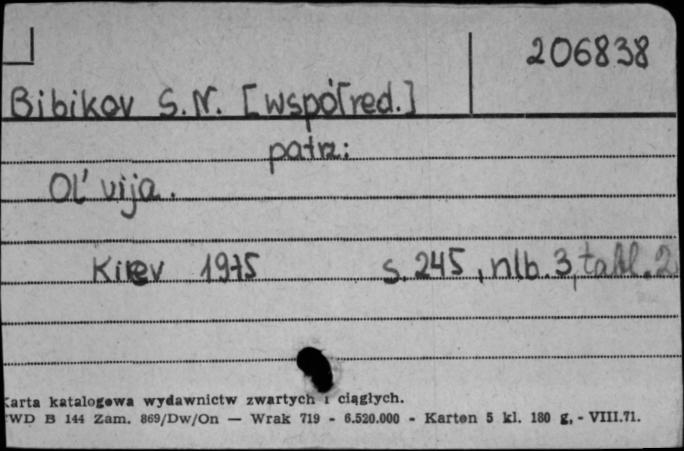 206838
Bibikov S.N. [współred.]
patrz:
Ol'vija.
Kiev 1975 s. 245, nlb. 3, tabl. 2
Karta katalogowa wydawnictw zwartych i ciągłych.
WD B 144 Zam. 869/Dw/On — Wrak 719 - 6.520.000 - Karton 5 kl. 180 g, - VIII.71.